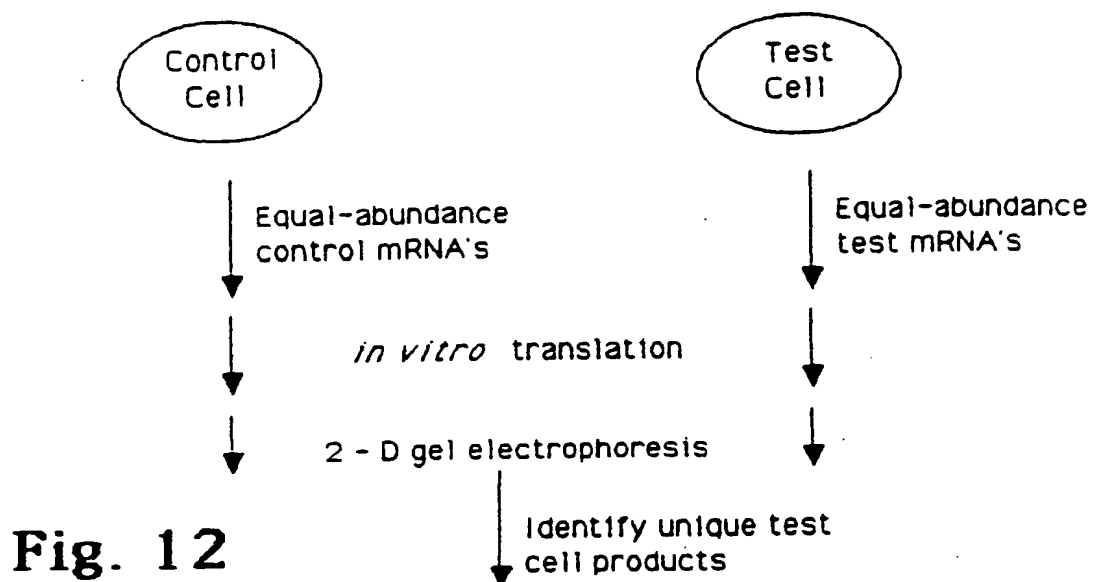 Control
Cell
Test
Cell
Equal-abundance
control mRNA's
Equal-abundance
test mRNA's
in vitro translation
2 - D gel electrophoresis
Identify unique test
cell products
Fig. 12